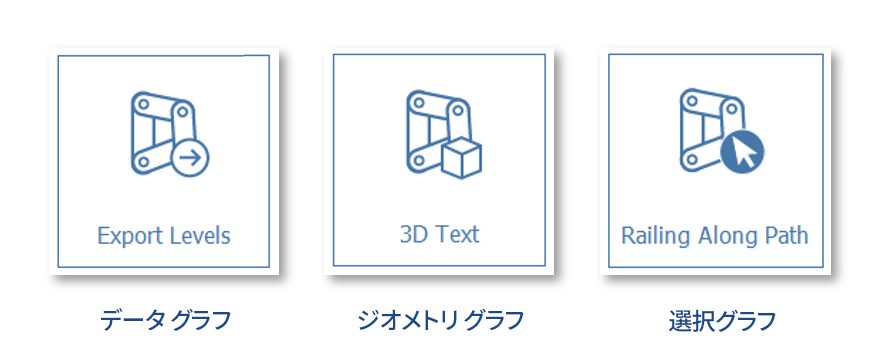 Export Levels
3D Text
Railing Along Path
データ グラフ
ジオメトリ グラフ
選択グラフ